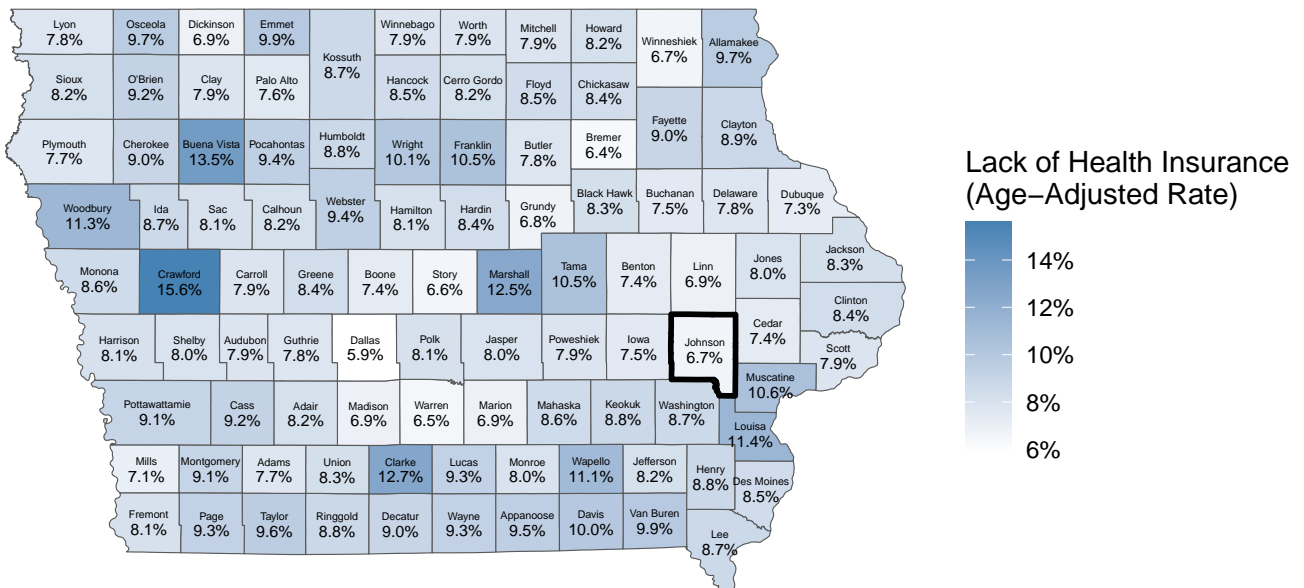 Lyon
7.8%
Osceola
9.7%
Dickinson
6.9%
Emmet
9.9%
Kossuth
8.7%
Winnebago
7.9%
Worth
7.9%
Mitchell
7.9%
Howard
8.2%
Winneshiek
6.7%
Allamakee
9.7%
Sioux
8.2%
O'Brien
9.2%
Clay
7.9%
Palo Alto
7.6%
Hancock
8.5%
Cerro Gordo
8.2%
Floyd
8.5%
Chickasaw
8.4%
Fayette
9.0%
Clayton
8.9%
Plymouth
7.7%
Cherokee
9.0%
Buena Vista
13.5%
Pocahontas
9.4%
Humboldt
8.8%
Wright
10.1%
Franklin
10.5%
Butler
7.8%
Bremer
6.4%
Woodbury
11.3%
Ida
8.7%
Sac
8.1%
Calhoun
8.2%
Webster
9.4%
Hamilton
8.1%
Hardin
8.4%
Grundy
6.8%
Black Hawk
8.3%
Buchanan
7.5%
Delaware
7.8%
Dubuque
7.3%
Monona
8.6%
Crawford
15.6%
Carroll
7.9%
Greene
8.4%
Boone
7.4%
Story
6.6%
Marshall
12.5%
Tama
10.5%
Benton
7.4%
Linn
6.9%
Jones
8.0%
Jackson
8.3%
Clinton
8.4%
Harrison
8.1%
Shelby
8.0%
Audubon
7.9%
Guthrie
7.8%
Dallas
5.9%
Polk
8.1%
Jasper
8.0%
Poweshiek
7.9%
Iowa
7.5%
Johnson
6.7%
Cedar
7.4%
Scott
7.9%
Muscatine
10.6%
Pottawattamie
9.1%
Cass
9.2%
Adair
8.2%
Madison
6.9%
Warren
6.5%
Marion
6.9%
Mahaska
8.6%
Keokuk
8.8%
Washington
8.7%
Louisa
11.4%
Mills
7.1%
Montgomery
9.1%
Adams
7.7%
Union
8.3%
Clarke
12.7%
Lucas
9.3%
Monroe
8.0%
Wapello
11.1%
Jefferson
8.2%
Henry
8.8%
Des Moines
8.5%
Fremont
8.1%
Page
9.3%
Taylor
9.6%
Ringgold
8.8%
Decatur
9.0%
Wayne
9.3%
Appanoose
9.5%
Davis
10.0%
Van Buren
9.9%
Lee
8.7%
Lack of Health Insurance
(Age−Adjusted Rate)
14%
12%
10%
8%
6%